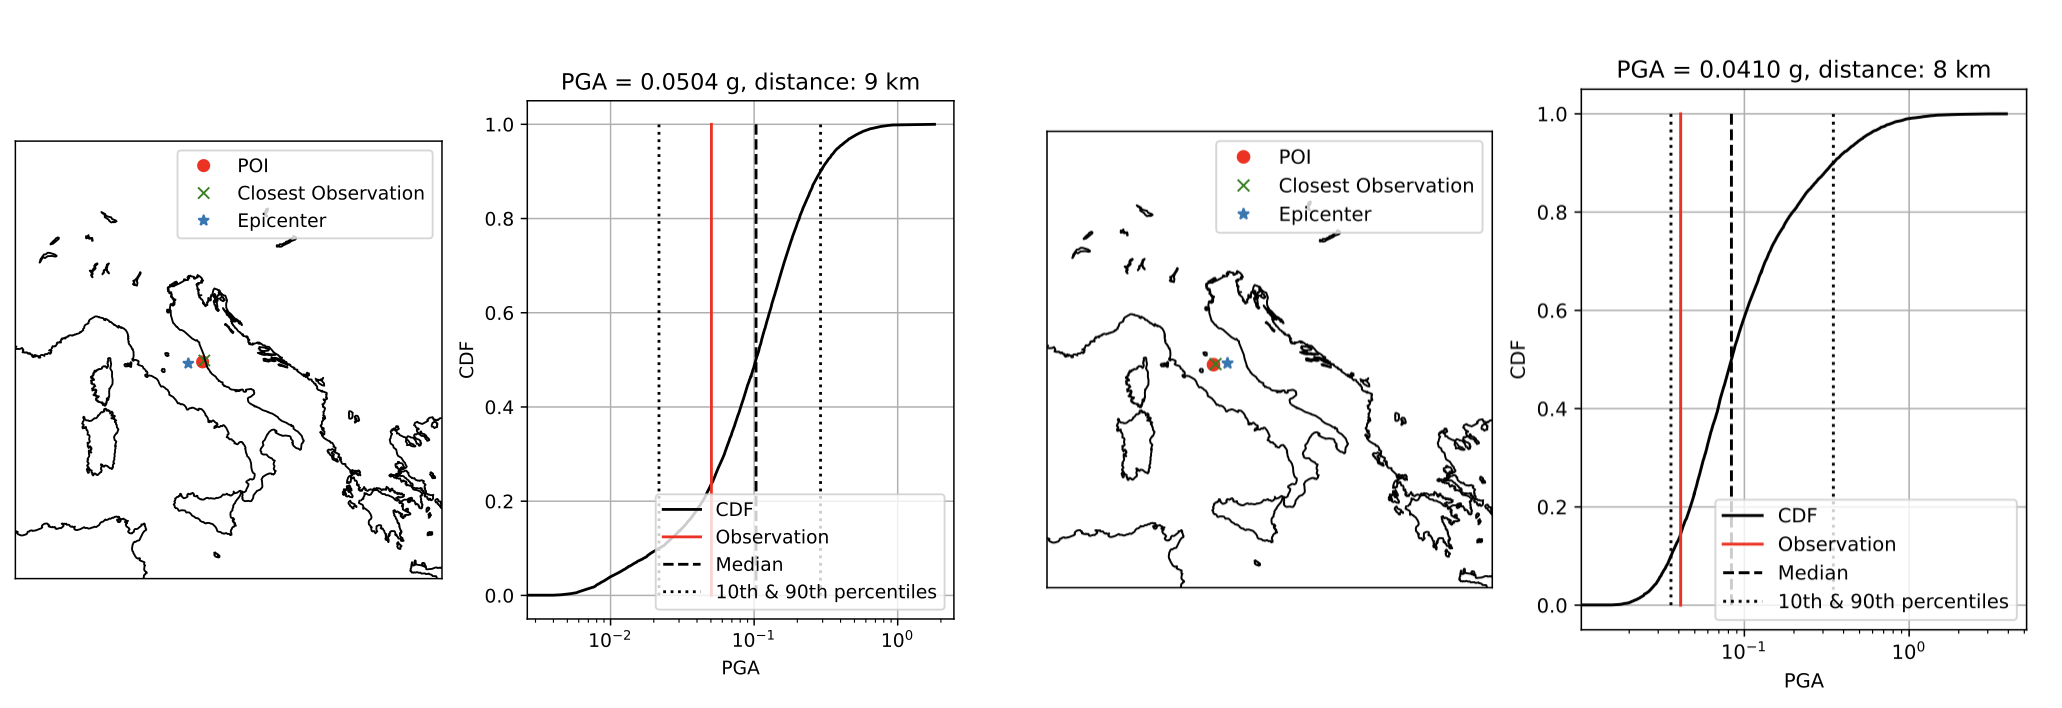 PGA = 0.0504 g, distance: 9 km
POI
Closest Observation
Epicenter
CDF
1.0
0.8
0.6
0.4
0.2
0.0
CDF
Observation
Median
10th & 90th percentiles
10⁻²
10⁻¹
10⁰
PGA
PGA = 0.0410 g, distance: 8 km
POI
Closest Observation
Epicenter
CDF
1.0
0.8
0.6
0.4
0.2
0.0
CDF
Observation
Median
10th & 90th percentiles
10⁻¹
10⁰
PGA